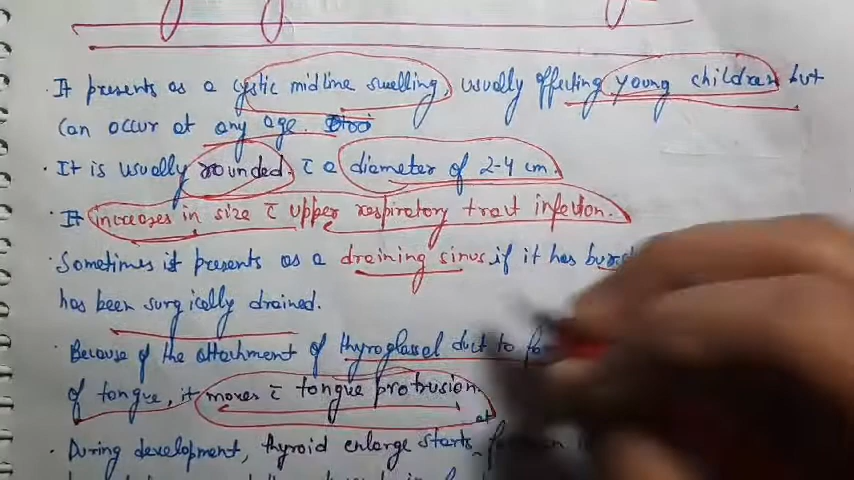 · It presents as a cystic midline swelling, usually affecting young children but
can occur at any age.
· It is usually rounded. c̄ a diameter of 2-4 cm.
· It increases in size c̄ upper respiratory tract infection.
· Sometimes it presents as a draining sinus if it has
has been surgically drained.
· Because of the attachment of thyroglossal duct to
of tongue, it moves c̄ tongue protrusion.
· During development, thyroid enlarge starts at